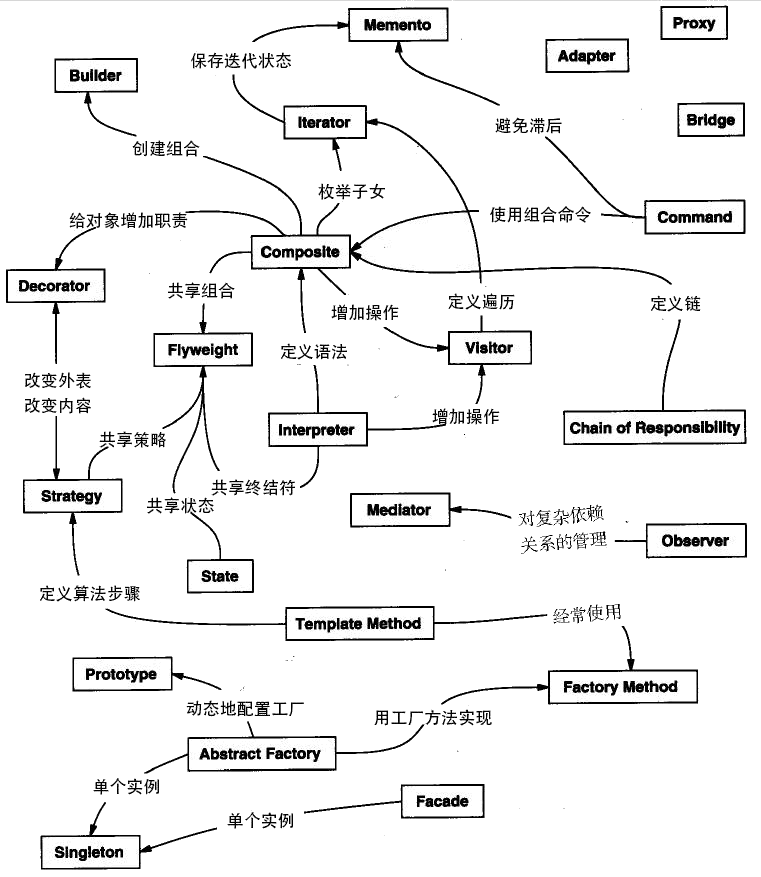 Memento
Proxy
Adapter
保存迭代状态
Builder
Iterator
避免滞后
Bridge
创建组合
枚举子女
给对象增加职责
使用组合命令
Command
Composite
Decorator
共享组合
增加操作
定义遍历
定义链
Flyweight
定义语法
Visitor
改变外表
改变内容
增加操作
Interpreter
Chain of Responsibility
共享策略
共享终结符
Strategy
共享状态
Mediator
对复杂依赖
关系的管理
Observer
State
定义算法步骤
Template Method
经常使用
Prototype
Factory Method
动态地配置工厂
用工厂方法实现
Abstract Factory
单个实例
Facade
单个实例
Singleton